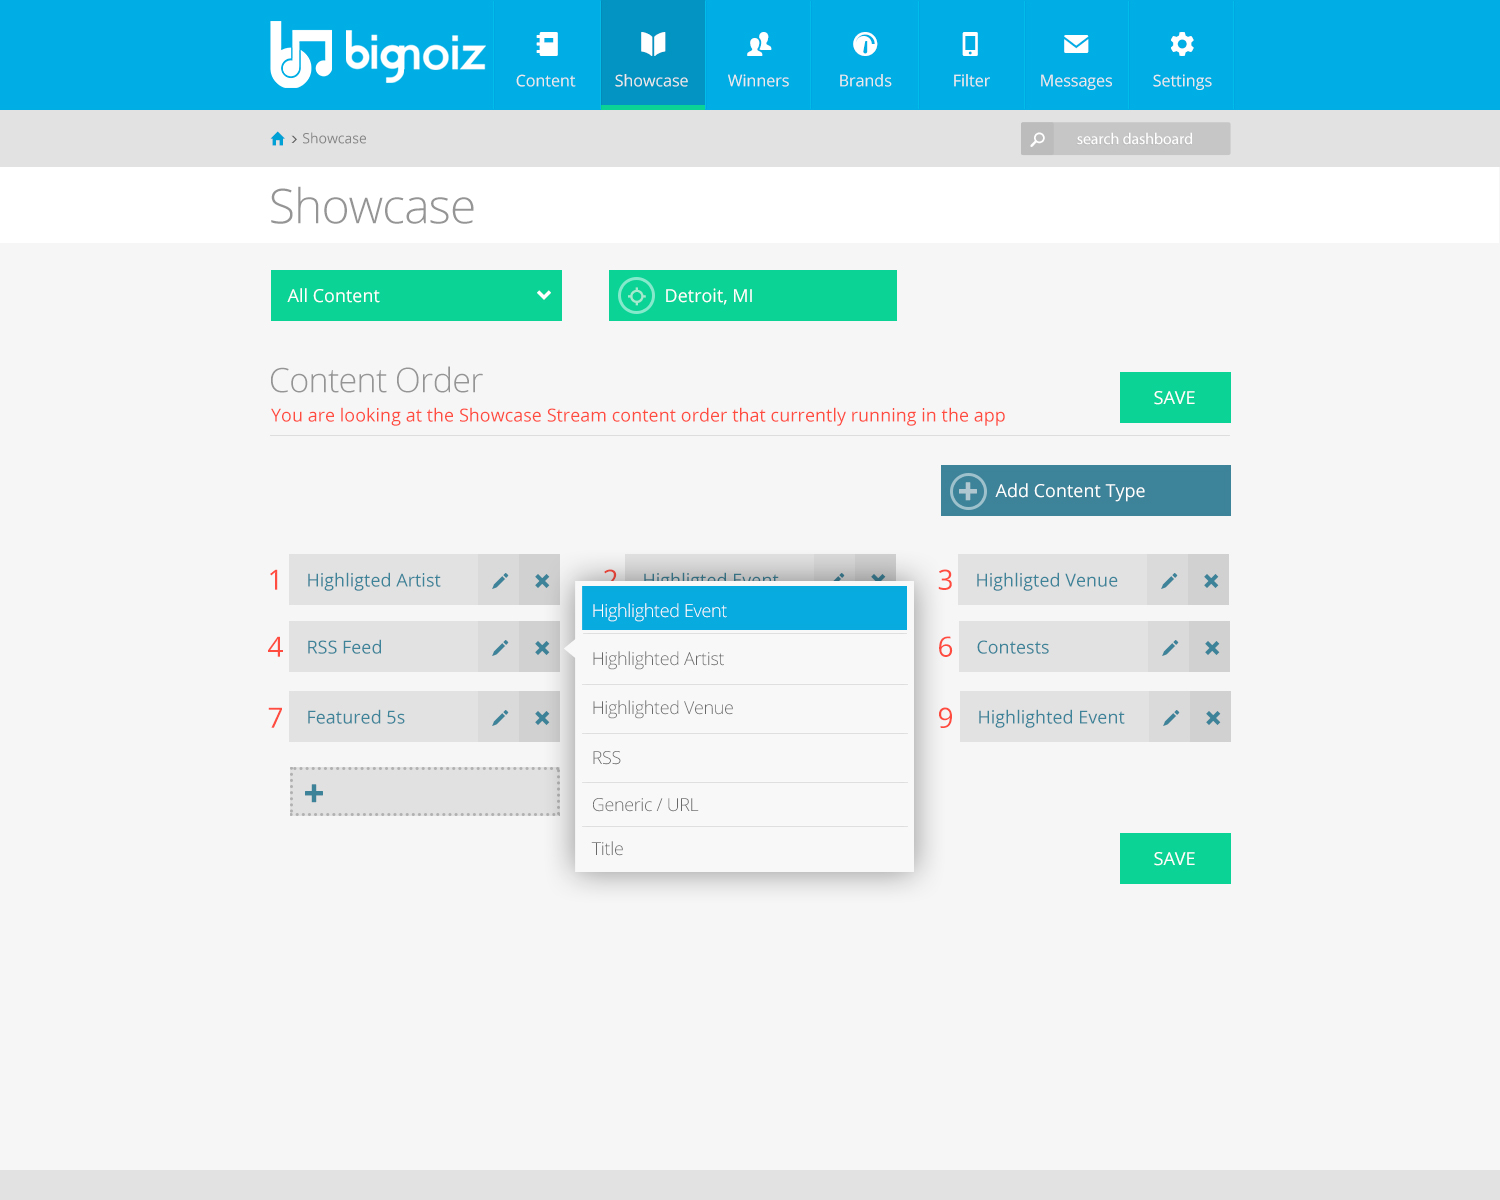 bignoiz
Content
Showcase
Winners
Brands
Filter
Messages
Settings
> Showcase
search dashboard
Showcase
All Content
Detroit, MI
Content Order
You are looking at the Showcase Stream content order that currently running in the app
SAVE
Add Content Type
1 Highligted Artist
2 Highligted Event
3 Highligted Venue
4 RSS Feed
6 Contests
7 Featured 5s
9 Highlighted Event
Highlighted Event
Highlighted Artist
Highlighted Venue
RSS
Generic / URL
Title
SAVE